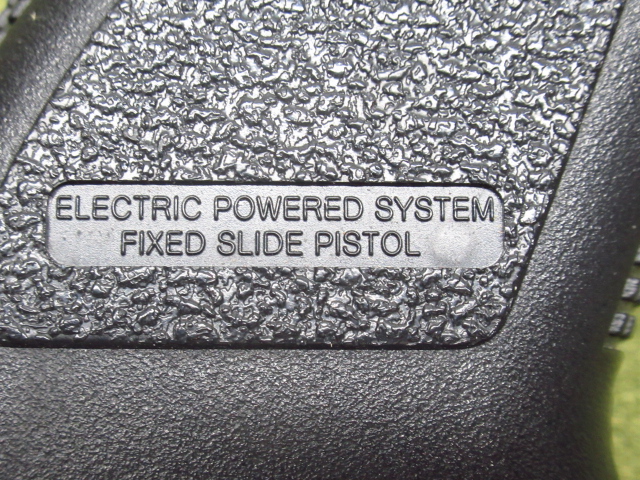 ELECTRIC POWERED SYSTEM
FIXED SLIDE PISTOL